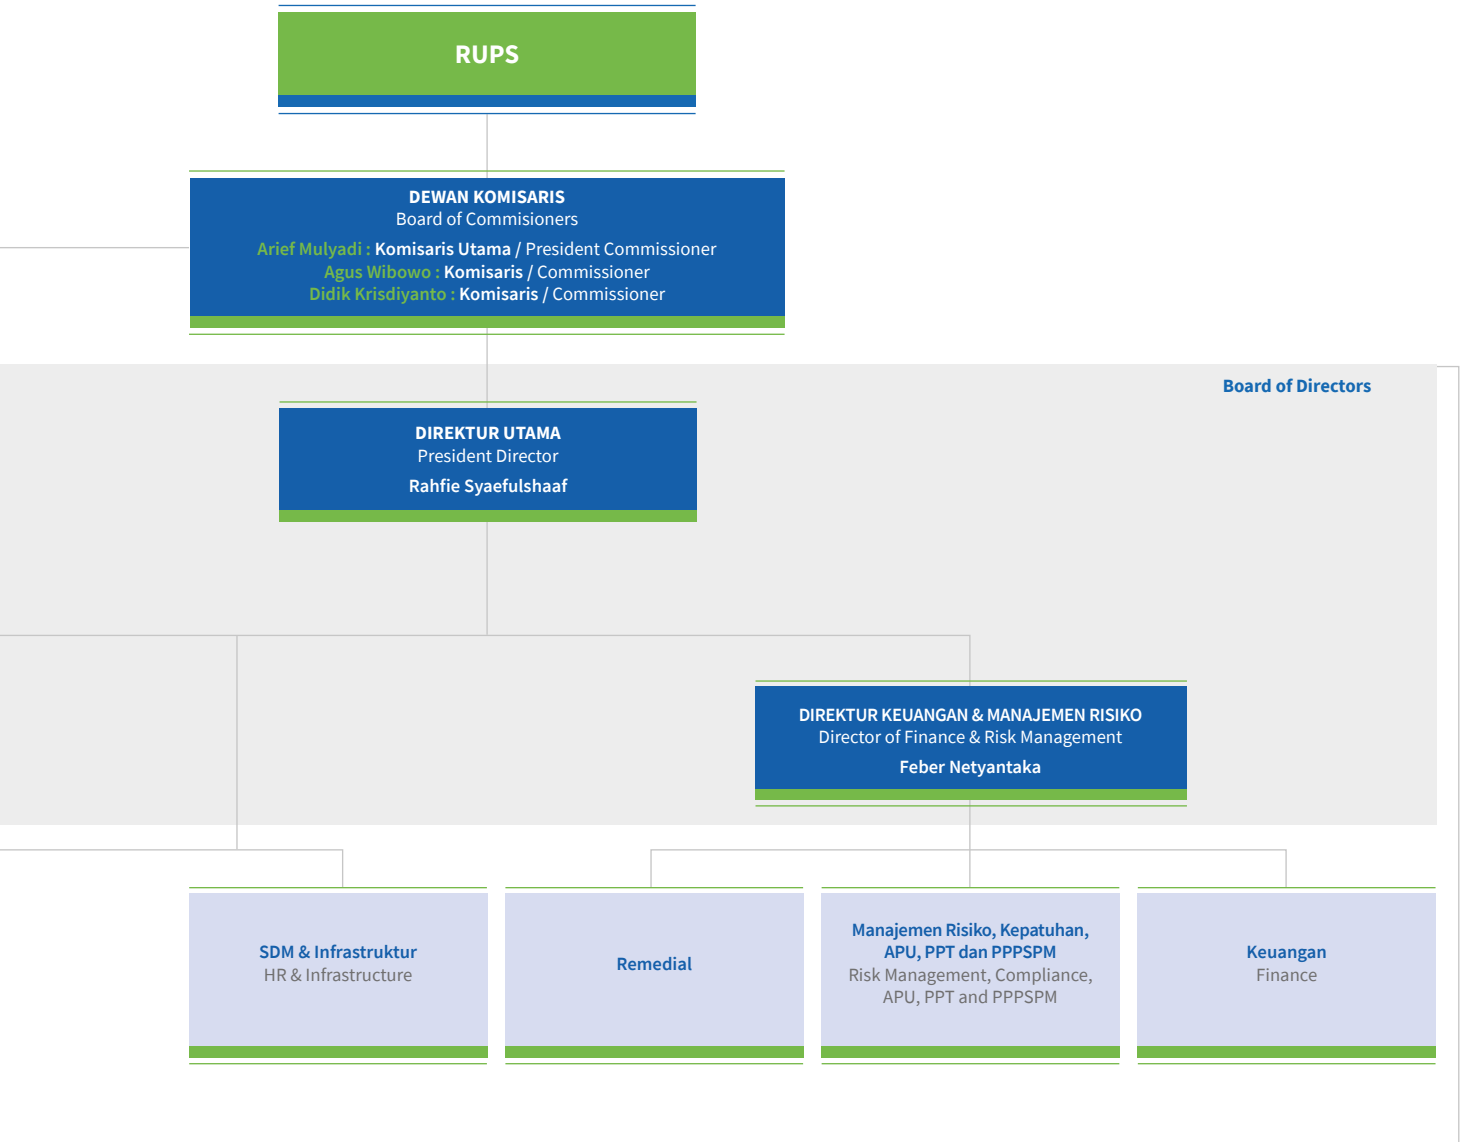 RUPS
DEWAN KOMISARIS
Board of Commisioners
Arief Mulyadi : Komisaris Utama / President Commissioner
Agus Wibowo : Komisaris / Commissioner
Didik Krisdiyanto : Komisaris / Commissioner
Board of Directors
DIREKTUR UTAMA
President Director
Rahfie Syaefulshaaf
DIREKTUR KEUANGAN & MANAJEMEN RISIKO
Director of Finance & Risk Management
Feber Netyantaka
SDM & Infrastruktur
HR & Infrastructure
Remedial
Manajemen Risiko, Kepatuhan,
APU, PPT dan PPPSPM
Risk Management, Compliance,
APU, PPT and PPPSPM
Keuangan
Finance